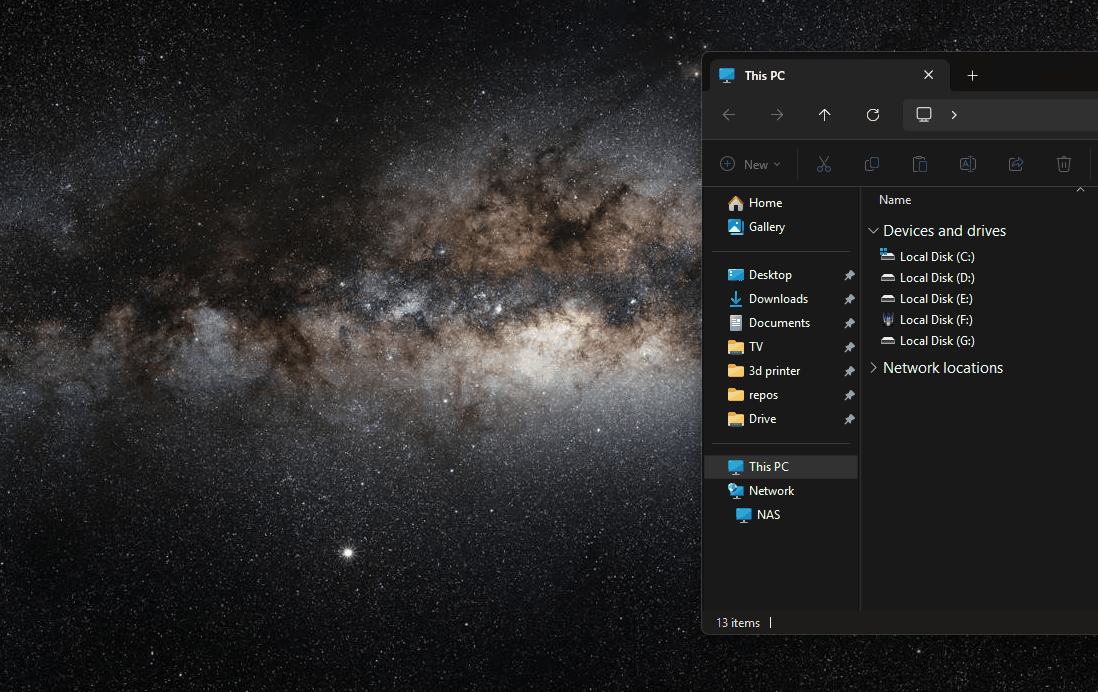 This PC
New
Home
Gallery
Desktop
Downloads
Documents
TV
3d printer
repos
Drive
This PC
Network
NAS
Name
Devices and drives
Local Disk (C:)
Local Disk (D:)
Local Disk (E:)
Local Disk (F:)
Local Disk (G:)
Network locations
13 items